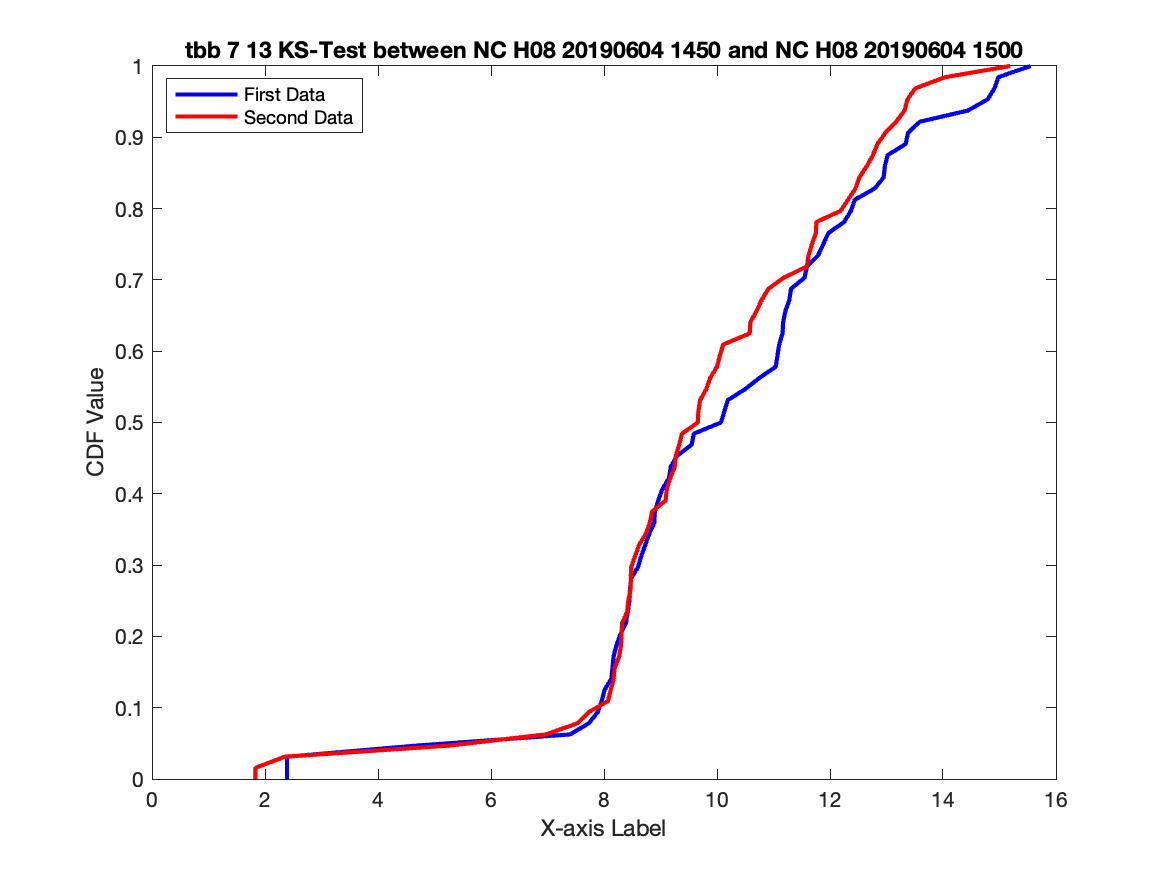 tbb 7 13 KS-Test between NC H08 20190604 1450 and NC H08 20190604 1500
First Data
Second Data
1
0.9
0.8
0.7
0.6
0.5
0.4
0.3
0.2
0.1
0
CDF Value
0 2 4 6 8 10 12 14 16
X-axis Label